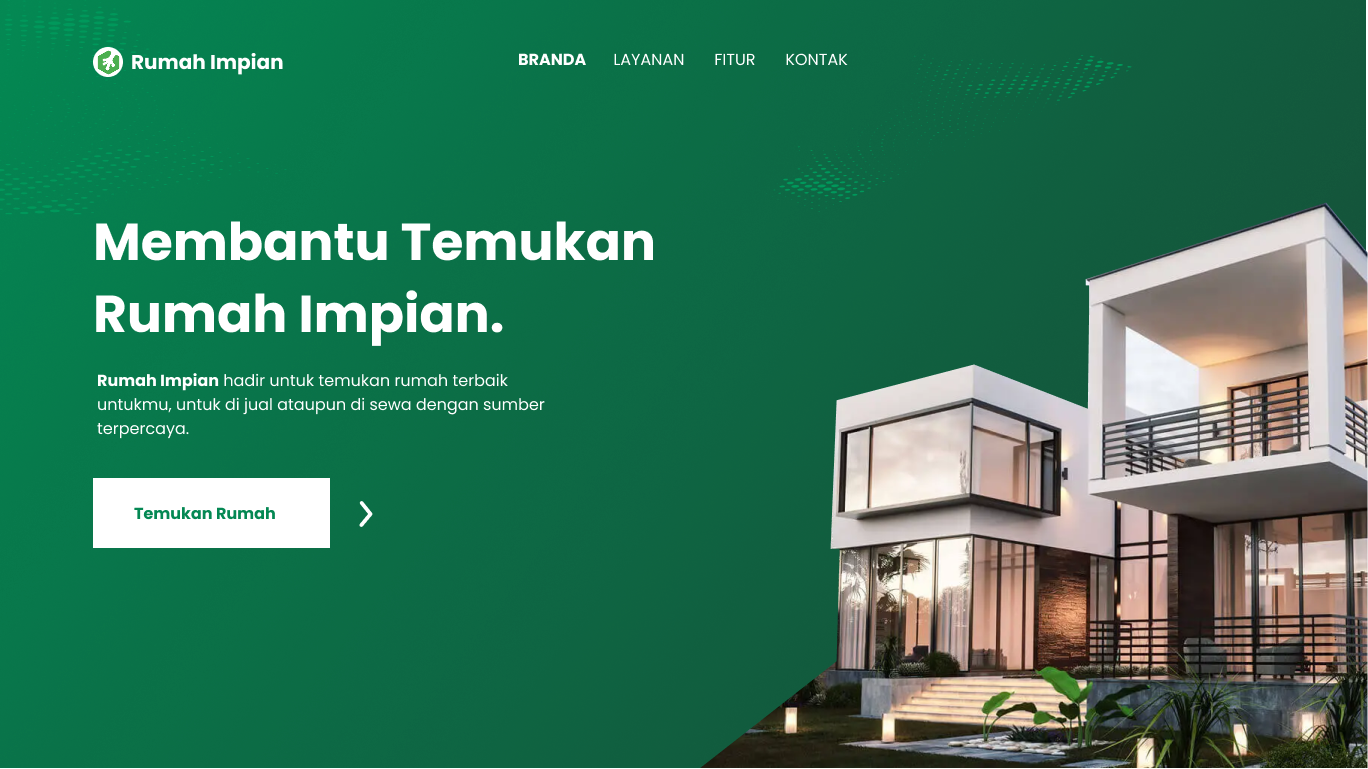 Rumah Impian
BRANDA LAYANAN FITUR KONTAK
Membantu Temukan
Rumah Impian.
Rumah Impian hadir untuk temukan rumah terbaik
untukmu, untuk di jual ataupun di sewa dengan sumber
terpercaya.
Temukan Rumah